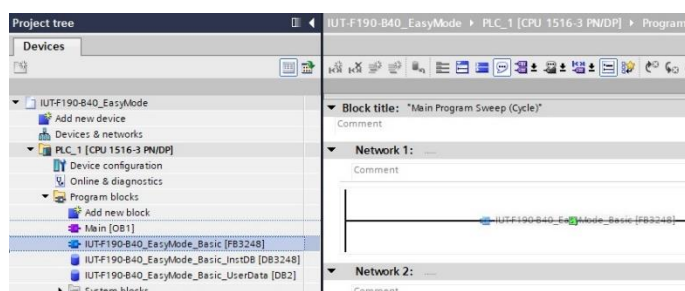 Project tree
IUT-F190-B40_EasyMode ▸ PLC_1 [CPU 1516-3 PN/DP] ▸ Program
Devices
IUT-F190-B40_EasyMode
Add new device
Devices & networks
PLC_1 [CPU 1516-3 PN/DP]
Device configuration
Online & diagnostics
Program blocks
Add new block
Main [OB1]
IUT-F190-B40_EasyMode_Basic [FB3248]
IUT-F190-B40_EasyMode_Basic_InstDB [DB3248]
IUT-F190-B40_EasyMode_Basic_UserData [DB2]
System blocks
Block title: "Main Program Sweep (Cycle)"
Comment
Network 1:
Comment
IUT-F190-B40_EasyMode_Basic [FB3248]
Network 2:
Comment